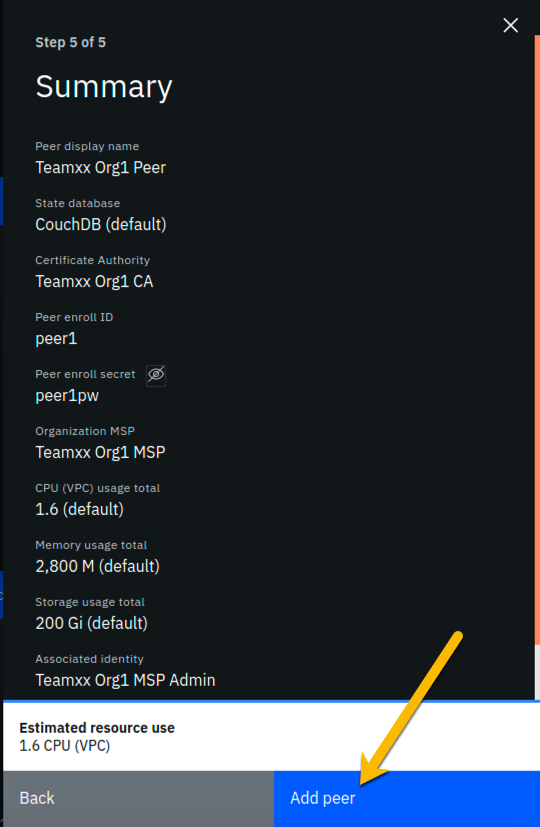 Step 5 of 5
Summary
Peer display name
Teamxx Org1 Peer
State database
CouchDB (default)
Certificate Authority
Teamxx Org1 CA
Peer enroll ID
peer1
Peer enroll secret
peer1pw
Organization MSP
Teamxx Org1 MSP
CPU (VPC) usage total
1.6 (default)
Memory usage total
2,800 M (default)
Storage usage total
200 Gi (default)
Associated identity
Teamxx Org1 MSP Admin
Estimated resource use
1.6 CPU (VPC)
Back
Add peer